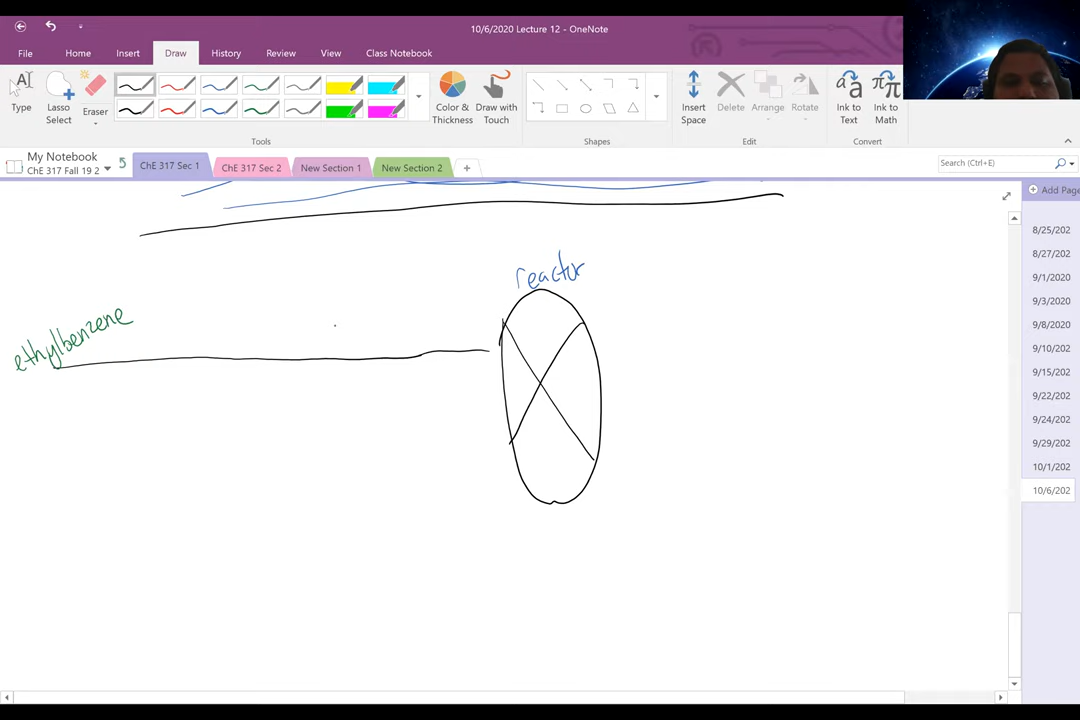 10/6/2020 Lecture 12 - OneNote
File Home Insert Draw History Review View Class Notebook
Type
Lasso Select
Eraser
Color & Thickness
Draw with Touch
Insert Space
Delete
Arrange
Rotate
Ink to Text
Ink to Math
Tools
Shapes
Edit
Convert
My Notebook
ChE 317 Fall 19 2
ChE 317 Sec 1
ChE 317 Sec 2
New Section 1
New Section 2
Search (Ctrl+E)
Add Page
8/25/202
8/27/202
9/1/2020
9/3/2020
9/8/2020
9/10/202
9/15/202
9/22/202
9/24/202
9/29/202
10/1/202
10/6/202
reactor
ethylbenzene